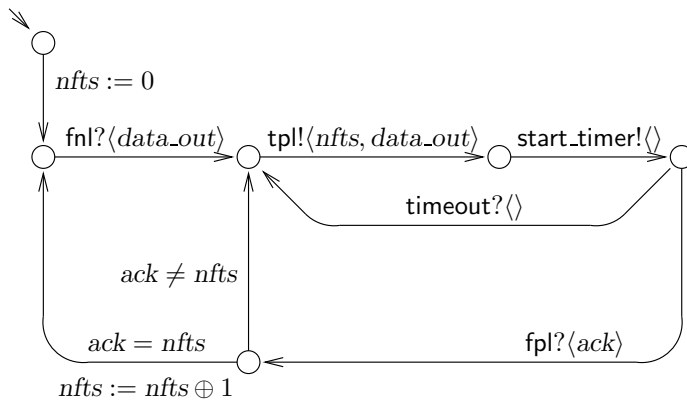 nfts := 0
fnl?⟨data_out⟩
tpl!⟨nfts, data_out⟩
start_timer!⟨⟩
timeout?⟨⟩
ack ≠ nfts
ack = nfts
fpl?⟨ack⟩
nfts := nfts ⊕ 1